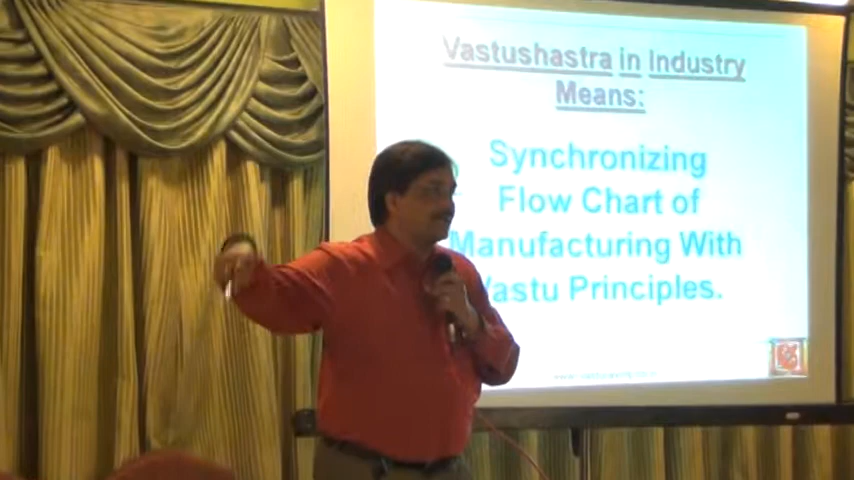 Vastushastra in Industry
Means:
Synchronizing
Flow Chart of
Manufacturing With
Vastu Principles.